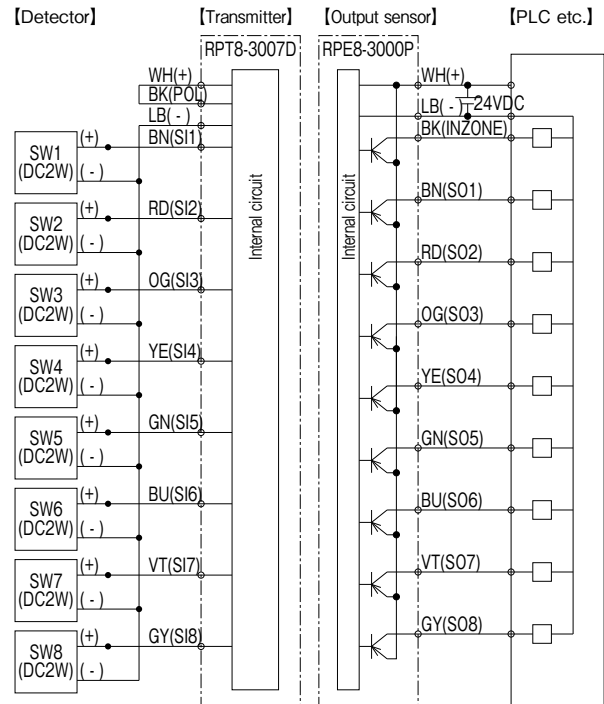 【Detector】 【Transmitter】 【Output sensor】 【PLC etc.】
RPT8-3007D RPE8-3000P
WH(+)
BK(POL)
LB( - )
BN(SI1)
RD(SI2)
OG(SI3)
YE(SI4)
GN(SI5)
BU(SI6)
VT(SI7)
GY(SI8)
SW1
(DC2W)
(+)
( - )
SW2
(DC2W)
(+)
( - )
SW3
(DC2W)
(+)
( - )
SW4
(DC2W)
(+)
( - )
SW5
(DC2W)
(+)
( - )
SW6
(DC2W)
(+)
( - )
SW7
(DC2W)
(+)
( - )
SW8
(DC2W)
(+)
( - )
Internal circuit
Internal circuit
WH(+)
LB( - )
24VDC
BK(INZONE)
BN(SO1)
RD(SO2)
OG(SO3)
YE(SO4)
GN(SO5)
BU(SO6)
VT(SO7)
GY(SO8)